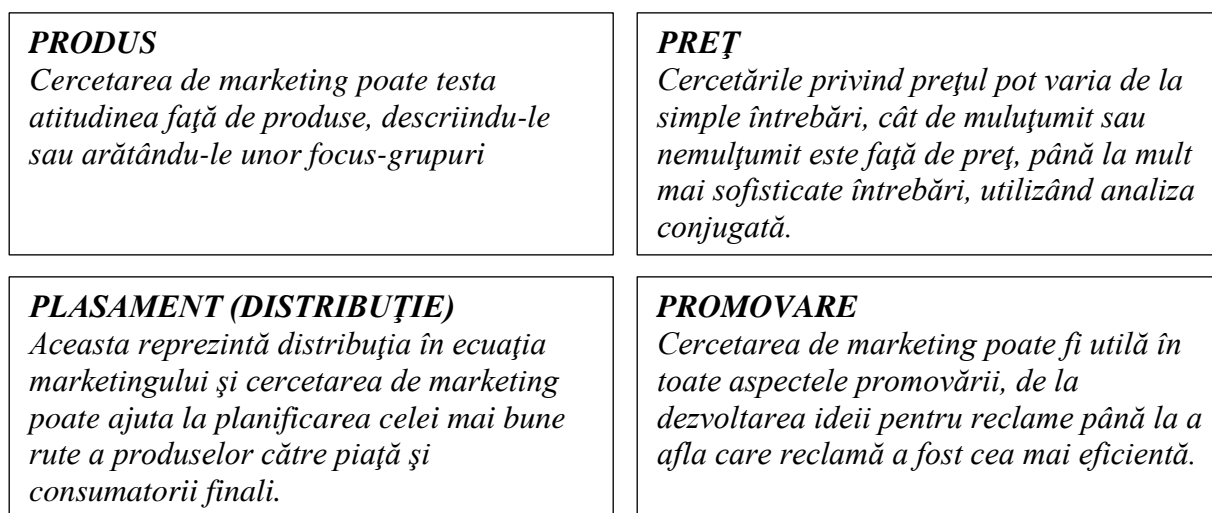 PRODUS
Cercetarea de marketing poate testa
atitudinea faţă de produse, descriindu-le
sau arătându-le unor focus-grupuri
PREŢ
Cercetările privind preţul pot varia de la
simple întrebări, cât de muluţumit sau
nemulţumit este faţă de preţ, până la mult
mai sofisticate întrebări, utilizând analiza
conjugată.
PLASAMENT (DISTRIBUŢIE)
Aceasta reprezintă distribuţia în ecuaţia
marketingului şi cercetarea de marketing
poate ajuta la planificarea celei mai bune
rute a produselor către piaţă şi
consumatorii finali.
PROMOVARE
Cercetarea de marketing poate fi utilă în
toate aspectele promovării, de la
dezvoltarea ideii pentru reclame până la a
afla care reclamă a fost cea mai eficientă.